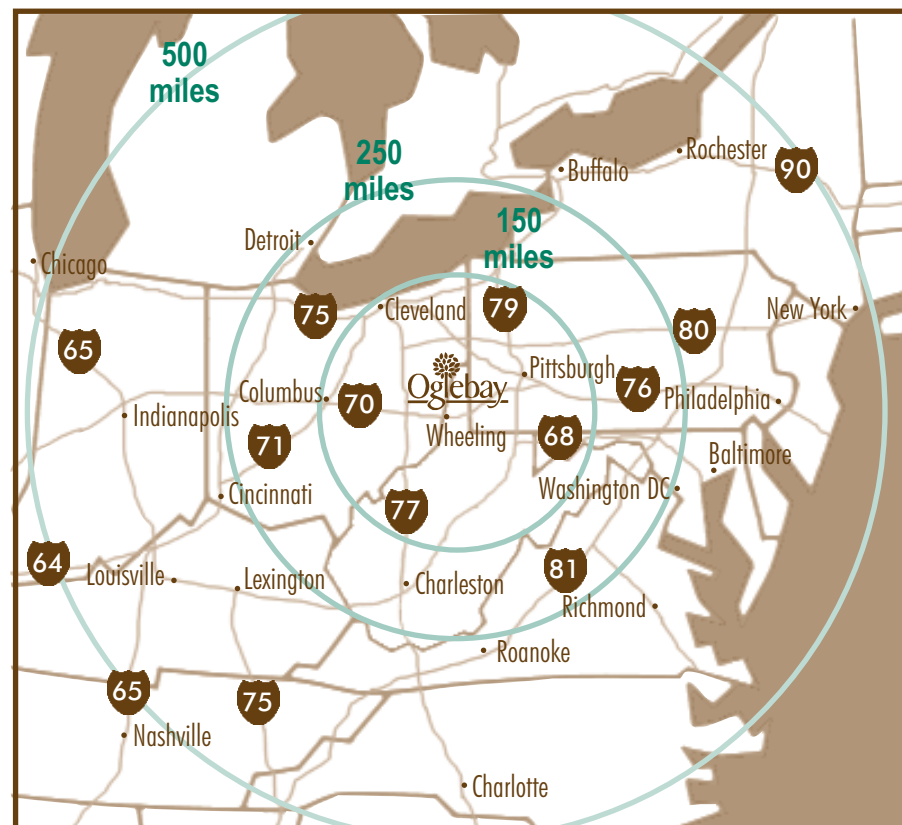 500
miles
250
miles
Rochester
Buffalo
90
150
miles
Detroit
Chicago
75
Cleveland
79
New York
80
65
Pittsburgh
Oglebay
76
Columbus
70
Philadelphia
Indianapolis
Wheeling
68
71
Baltimore
Cincinnati
Washington DC
77
64
Louisville
Lexington
Charleston
81
Richmond
Roanoke
65
75
Nashville
Charlotte